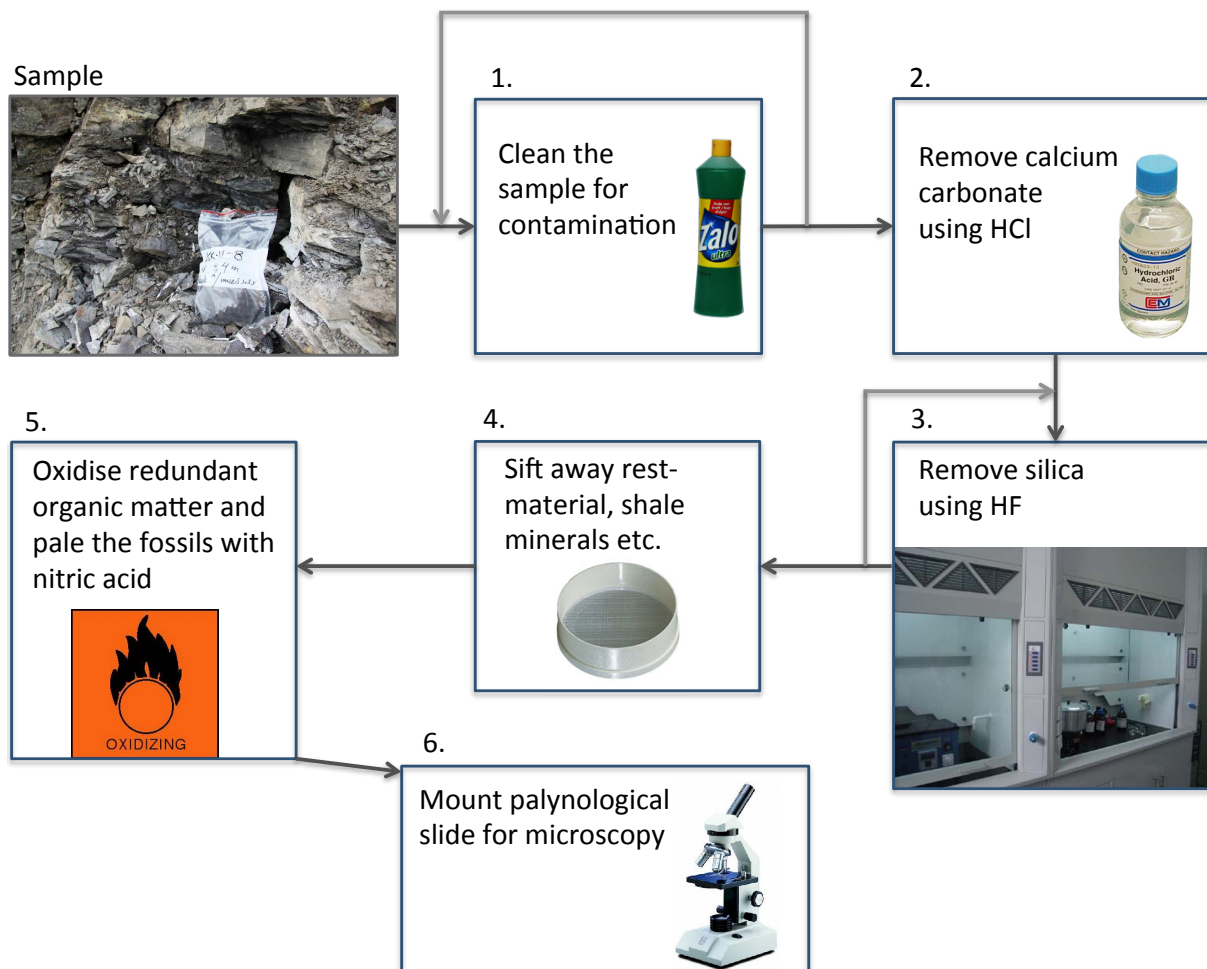 Sample
1.
Clean the
sample for
contamination
Zalo
ultra
2.
Remove calcium
carbonate
using HCl
CONTACT HAZARD
Hydrochloric
Acid, GR
EM
3.
Remove silica
using HF
4.
Sift away rest-
material, shale
minerals etc.
5.
Oxidise redundant
organic matter and
pale the fossils with
nitric acid
OXIDIZING
6.
Mount palynological
slide for microscopy